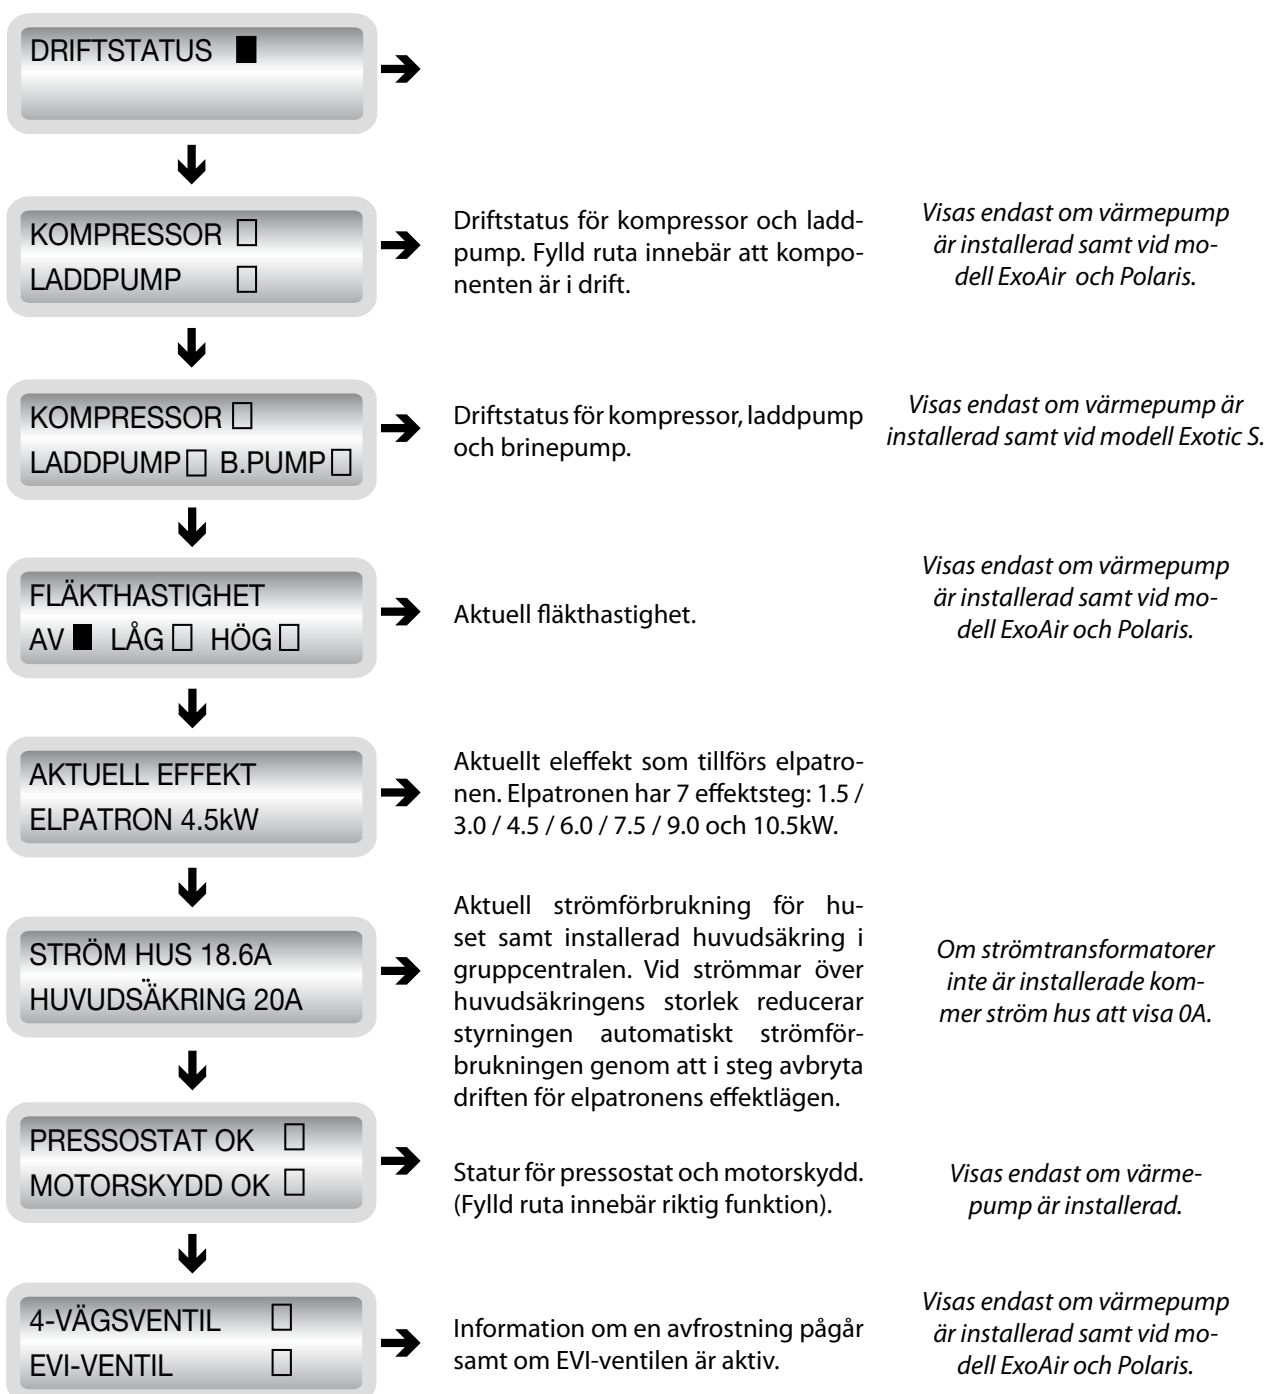 DRIFTSTATUS
KOMPRESSOR
LADDPUMP
Driftstatus för kompressor och ladd-
pump. Fylld ruta innebär att kompo-
nenten är i drift.
Visas endast om värmepump
är installerad samt vid mo-
dell ExoAir och Polaris.
KOMPRESSOR
LADDPUMP B.PUMP
Driftstatus för kompressor, laddpump
och brinepump.
Visas endast om värmepump är
installerad samt vid modell Exotic S.
FLÄKTHASTIGHET
AV LÅG HÖG
Aktuell fläkthastighet.
Visas endast om värmepump
är installerad samt vid mo-
dell ExoAir och Polaris.
AKTUELL EFFEKT
ELPATRON 4.5kW
Aktuellt eleffekt som tillförs elpatro-
nen. Elpatronen har 7 effektsteg: 1.5 /
3.0 / 4.5 / 6.0 / 7.5 / 9.0 och 10.5kW.
STRÖM HUS 18.6A
HUVUDSÄKRING 20A
Aktuell strömförbrukning för hu-
set samt installerad huvudsäkring i
gruppcentralen. Vid strömmar över
huvudsäkringens storlek reducerar
styrningen automatiskt strömför-
brukningen genom att i steg avbryta
driften för elpatronens effektlägen.
Om strömtransformatorer
inte är installerade kom-
mer ström hus att visa 0A.
PRESSOSTAT OK
MOTORSKYDD OK
Statur för pressostat och motorskydd.
(Fylld ruta innebär riktig funktion).
Visas endast om värme-
pump är installerad.
4-VÄGSVENTIL
EVI-VENTIL
Information om en avfrostning pågår
samt om EVI-ventilen är aktiv.
Visas endast om värmepump
är installerad samt vid mo-
dell ExoAir och Polaris.